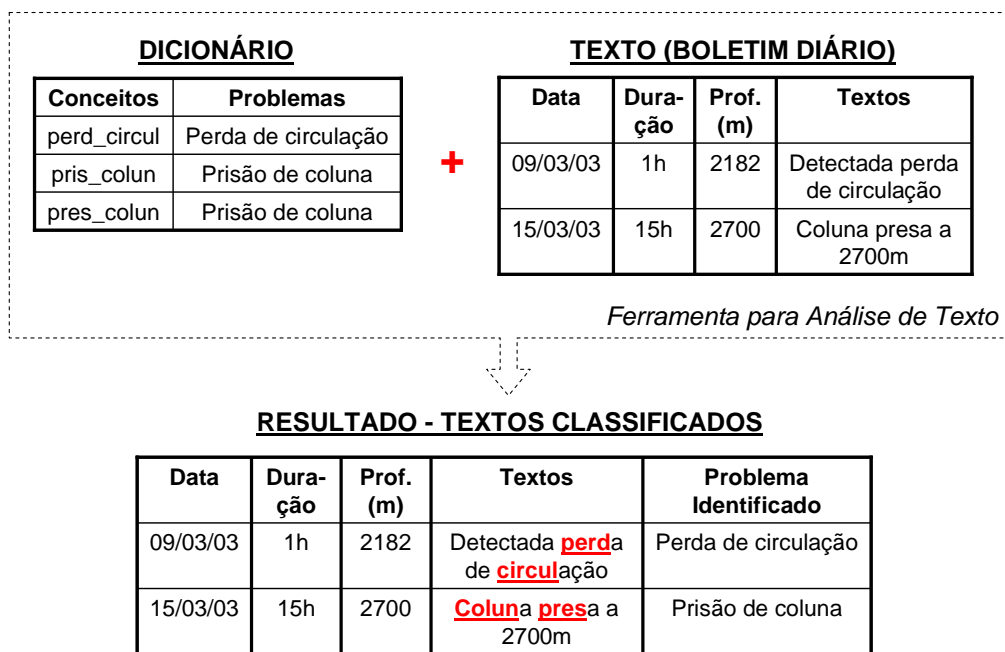 DICIONÁRIO
Conceitos Problemas
perd_circul Perda de circulação
pris_colun Prisão de coluna
pres_colun Prisão de coluna
+
TEXTO (BOLETIM DIÁRIO)
Data Dura- Prof. Textos
ção (m)
09/03/03 1h 2182 Detectada perda
de circulação
15/03/03 15h 2700 Coluna presa a
2700m
Ferramenta para Análise de Texto
RESULTADO - TEXTOS CLASSIFICADOS
Data Dura- Prof. Textos Problema
ção (m) Identificado
09/03/03 1h 2182 Detectada perda Perda de circulação
de circulação
15/03/03 15h 2700 Coluna presa a Prisão de coluna
2700m